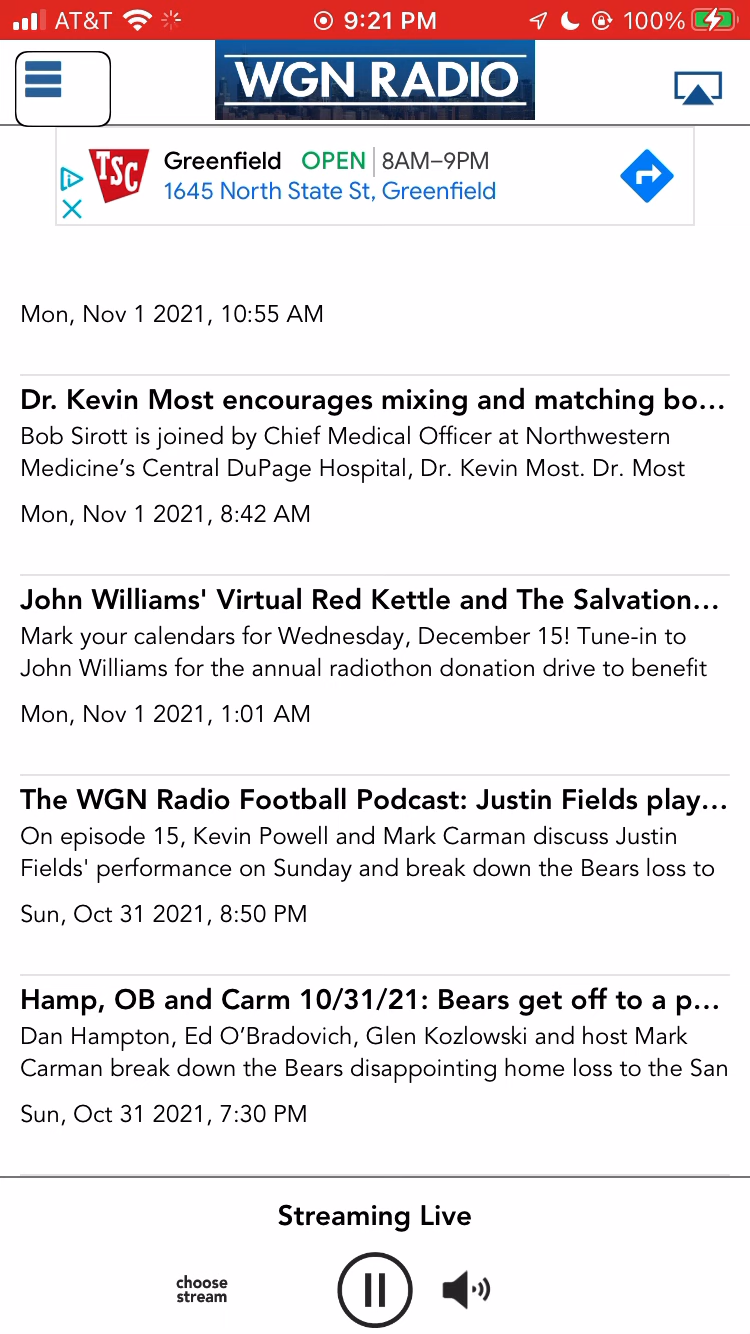 AT&T 9:21 PM 100%
WGN RADIO
TSC Greenfield OPEN 8AM–9PM
1645 North State St, Greenfield
Mon, Nov 1 2021, 10:55 AM
Dr. Kevin Most encourages mixing and matching bo...
Bob Sirott is joined by Chief Medical Officer at Northwestern
Medicine’s Central DuPage Hospital, Dr. Kevin Most. Dr. Most
Mon, Nov 1 2021, 8:42 AM
John Williams' Virtual Red Kettle and The Salvation...
Mark your calendars for Wednesday, December 15! Tune-in to
John Williams for the annual radiothon donation drive to benefit
Mon, Nov 1 2021, 1:01 AM
The WGN Radio Football Podcast: Justin Fields play...
On episode 15, Kevin Powell and Mark Carman discuss Justin
Fields' performance on Sunday and break down the Bears loss to
Sun, Oct 31 2021, 8:50 PM
Hamp, OB and Carm 10/31/21: Bears get off to a p...
Dan Hampton, Ed O’Bradovich, Glen Kozlowski and host Mark
Carman break down the Bears disappointing home loss to the San
Sun, Oct 31 2021, 7:30 PM
Streaming Live
choose
stream